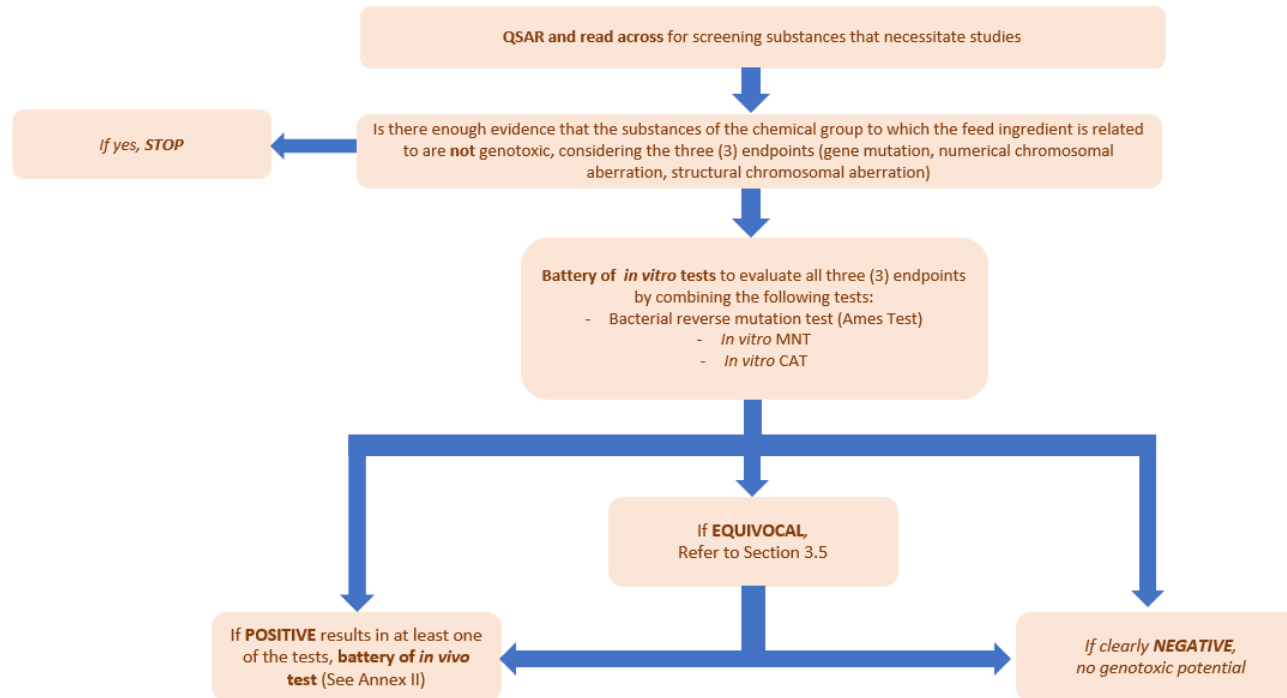 QSAR and read across for screening substances that necessitate studies
If yes, STOP
Is there enough evidence that the substances of the chemical group to which the feed ingredient is related
to are not genotoxic, considering the three (3) endpoints (gene mutation, numerical chromosomal
aberration, structural chromosomal aberration)
Battery of in vitro tests to evaluate all three (3) endpoints
by combining the following tests:
- Bacterial reverse mutation test (Ames Test)
- In vitro MNT
- In vitro CAT
If EQUIVOCAL,
Refer to Section 3.5
If POSITIVE results in at least one
of the tests, battery of in vivo
test (See Annex II)
If clearly NEGATIVE,
no genotoxic potential